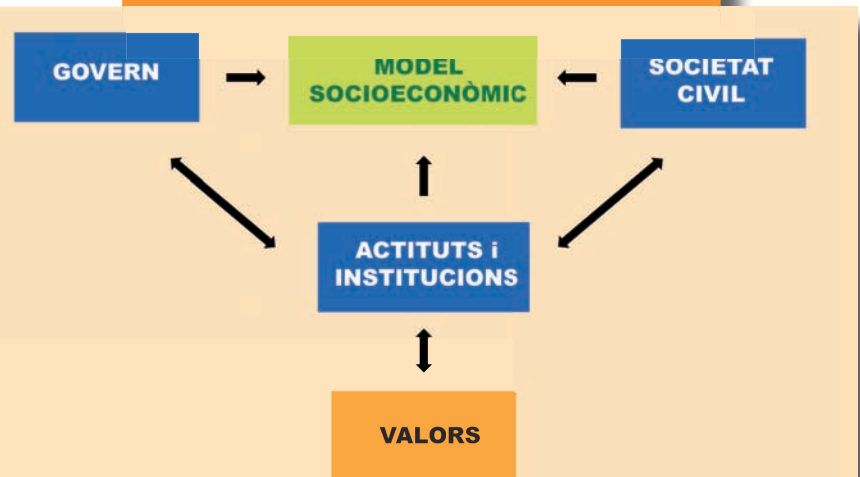 GOVERN
MODEL
SOCIOECONÒMIC
SOCIETAT
CIVIL
ACTITUTS i
INSTITUCIONS
VALORS